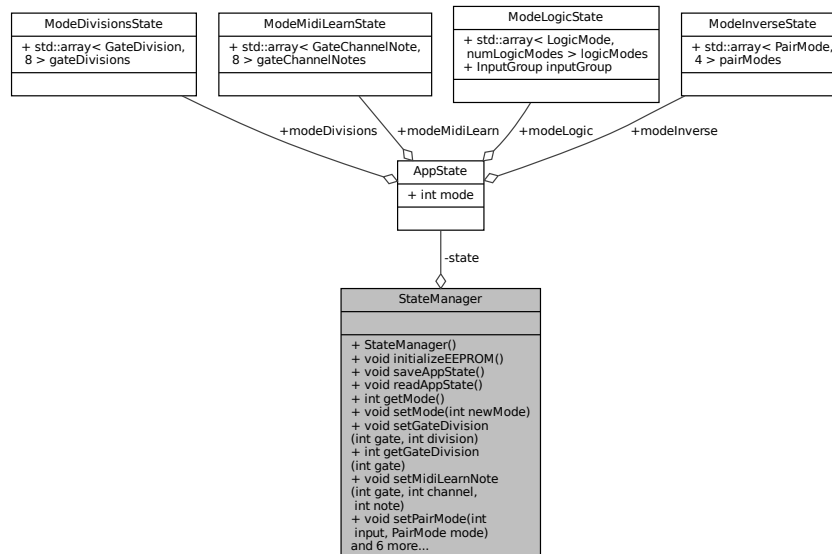 ModeDivisionsState
+ std::array< GateDivision,
8 > gateDivisions
ModeMidiLearnState
+ std::array< GateChannelNote,
8 > gateChannelNotes
ModeLogicState
+ std::array< LogicMode,
numLogicModes > logicModes
+ InputGroup inputGroup
ModeInverseState
+ std::array< PairMode,
4 > pairModes
+modeDivisions
+modeMidiLearn
+modeLogic
+modeInverse
AppState
+ int mode
-state
StateManager
+ StateManager()
+ void initializeEEPROM()
+ void saveAppState()
+ void readAppState()
+ int getMode()
+ void setMode(int newMode)
+ void setGateDivision
(int gate, int division)
+ int getGateDivision
(int gate)
+ void setMidiLearnNote
(int gate, int channel,
int note)
+ void setPairMode(int
input, PairMode mode)
and 6 more...